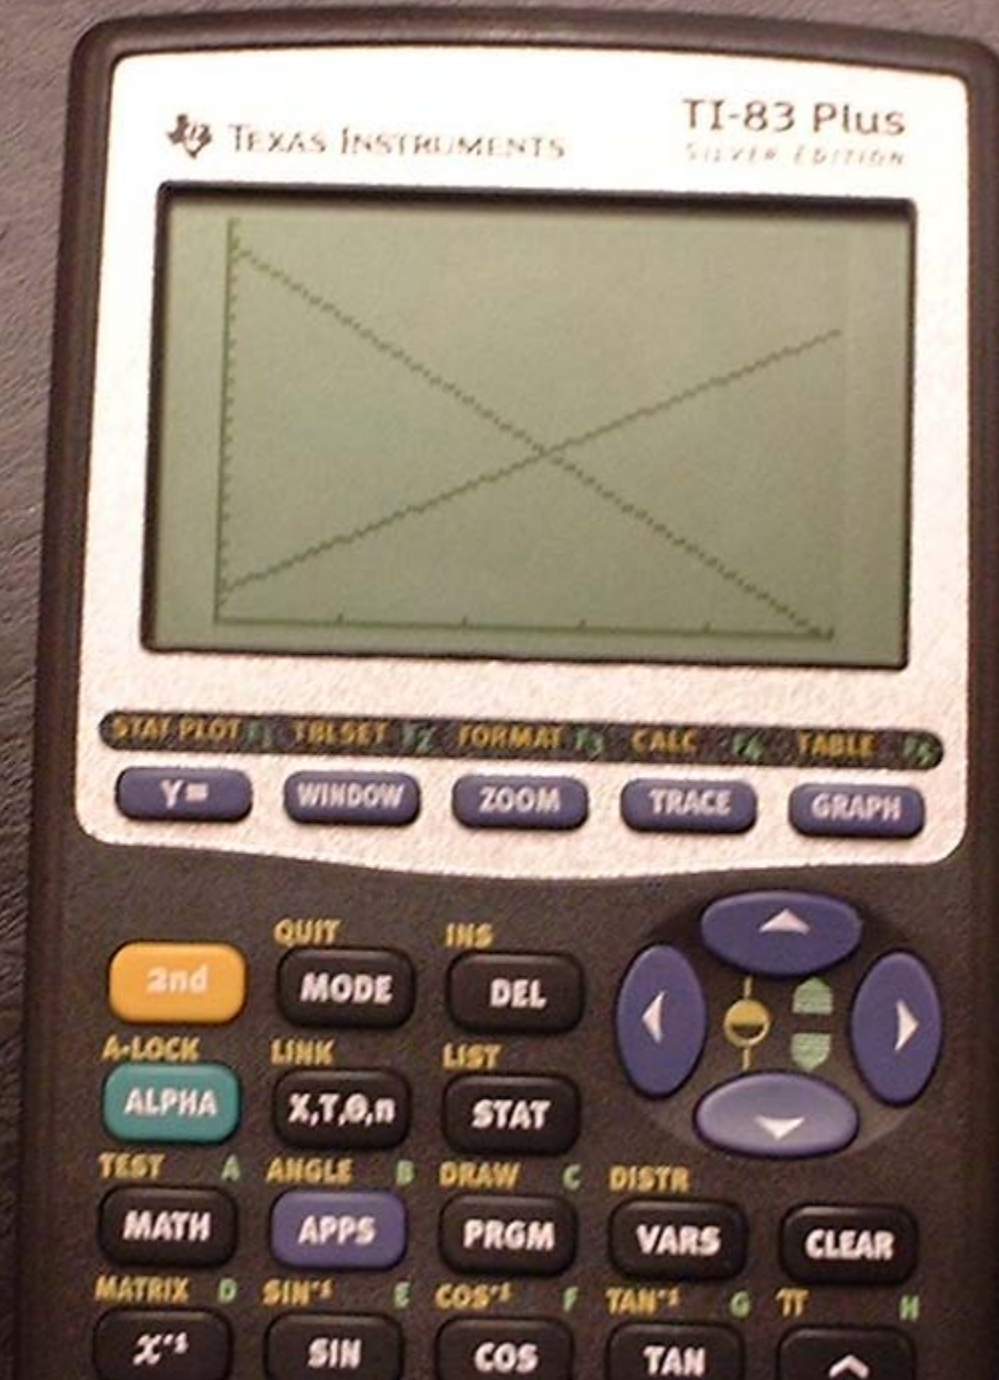 TEXAS INSTRUMENTS
TI-83 Plus
SILVER EDITION
STAT PLOT F1 TBLSET F2 FORMAT F3 CALC F4 TABLE F5
Y= WINDOW ZOOM TRACE GRAPH
QUIT INS
2nd MODE DEL
A-LOCK LINK LIST
ALPHA X,T,θ,n STAT
TEST A ANGLE B DRAW C DISTR
MATH APPS PRGM VARS CLEAR
MATRIX D SIN⁻¹ E COS⁻¹ F TAN⁻¹ G π H
x⁻¹ SIN COS TAN ^